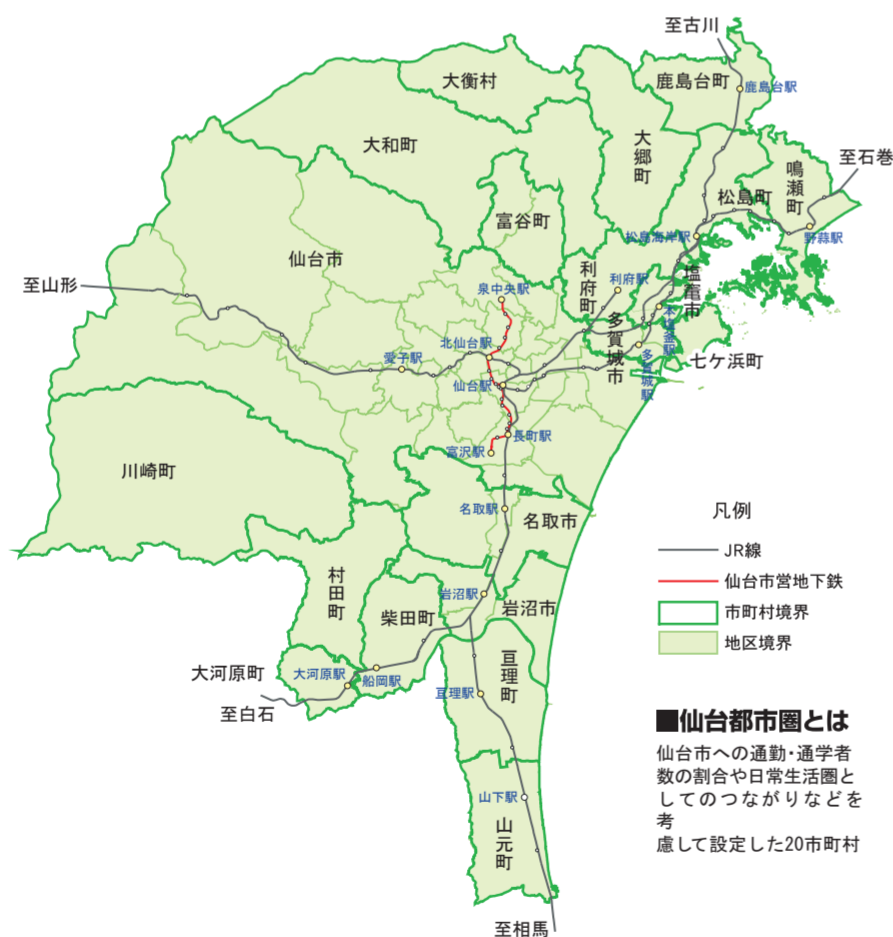 至古川
大衡村
鹿島台町
鹿島台駅
大和町
大郷町
至石巻
鳴瀬町
松島町
富谷町
松島海岸駅
野蒜駅
仙台市
利府町
利府駅
塩竈市
至山形
泉中央駅
多賀城市
本塩釜駅
北仙台駅
愛子駅
多賀城駅
七ケ浜町
仙台駅
長町駅
富沢駅
川崎町
名取駅
名取市
凡例
JR線
仙台市営地下鉄
市町村境界
地区境界
村田町
岩沼駅
柴田町
岩沼市
大河原町
大河原駅
船岡駅
亘理町
亘理駅
至白石
■仙台都市圏とは
仙台市への通勤・通学者
数の割合や日常生活圏と
してのつながりなどを
考
慮して設定した20市町村
山下駅
山元町
至相馬